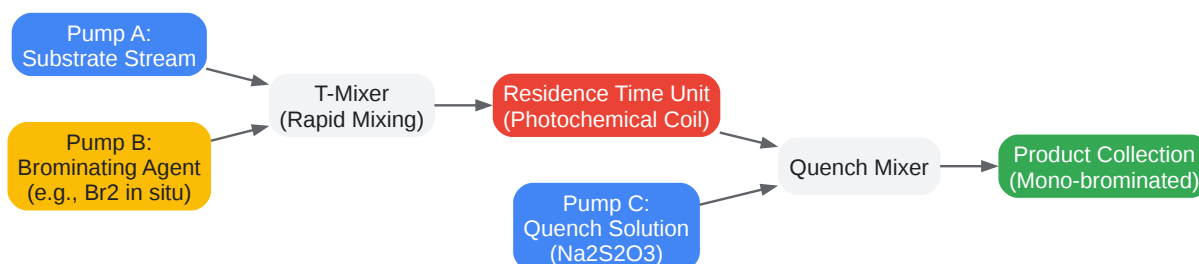 Pump A:
Substrate Stream
Pump B:
Brominating Agent
(e.g., Br2 in situ)
T-Mixer
(Rapid Mixing)
Residence Time Unit
(Photochemical Coil)
Pump C:
Quench Solution
(Na2S2O3)
Quench Mixer
Product Collection
(Mono-brominated)